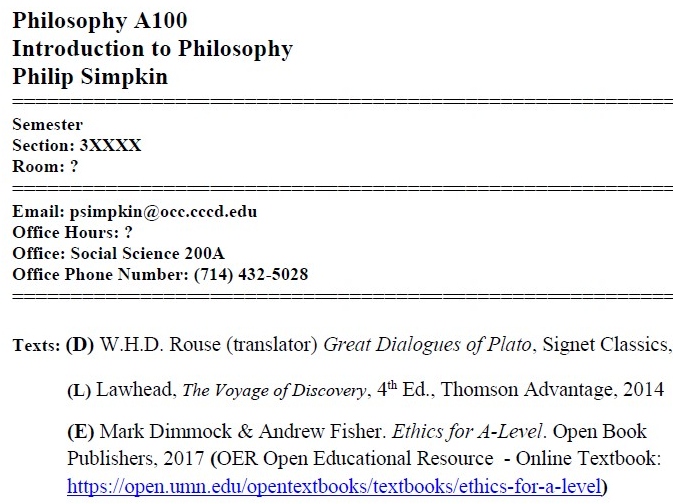 Philosophy A100
Introduction to Philosophy
Philip Simpkin
================================================================
Semester
Section: 3XXXX
Room: ?
================================================================
Email: psimpkin@occ.cccd.edu
Office Hours: ?
Office: Social Science 200A
Office Phone Number: (714) 432-5028
================================================================
Texts: (D) W.H.D. Rouse (translator) Great Dialogues of Plato, Signet Classics,
(L) Lawhead, The Voyage of Discovery, 4th Ed., Thomson Advantage, 2014
(E) Mark Dimmock & Andrew Fisher. Ethics for A-Level. Open Book
Publishers, 2017 (OER Open Educational Resource - Online Textbook:
https://open.umn.edu/opentextbooks/textbooks/ethics-for-a-level)